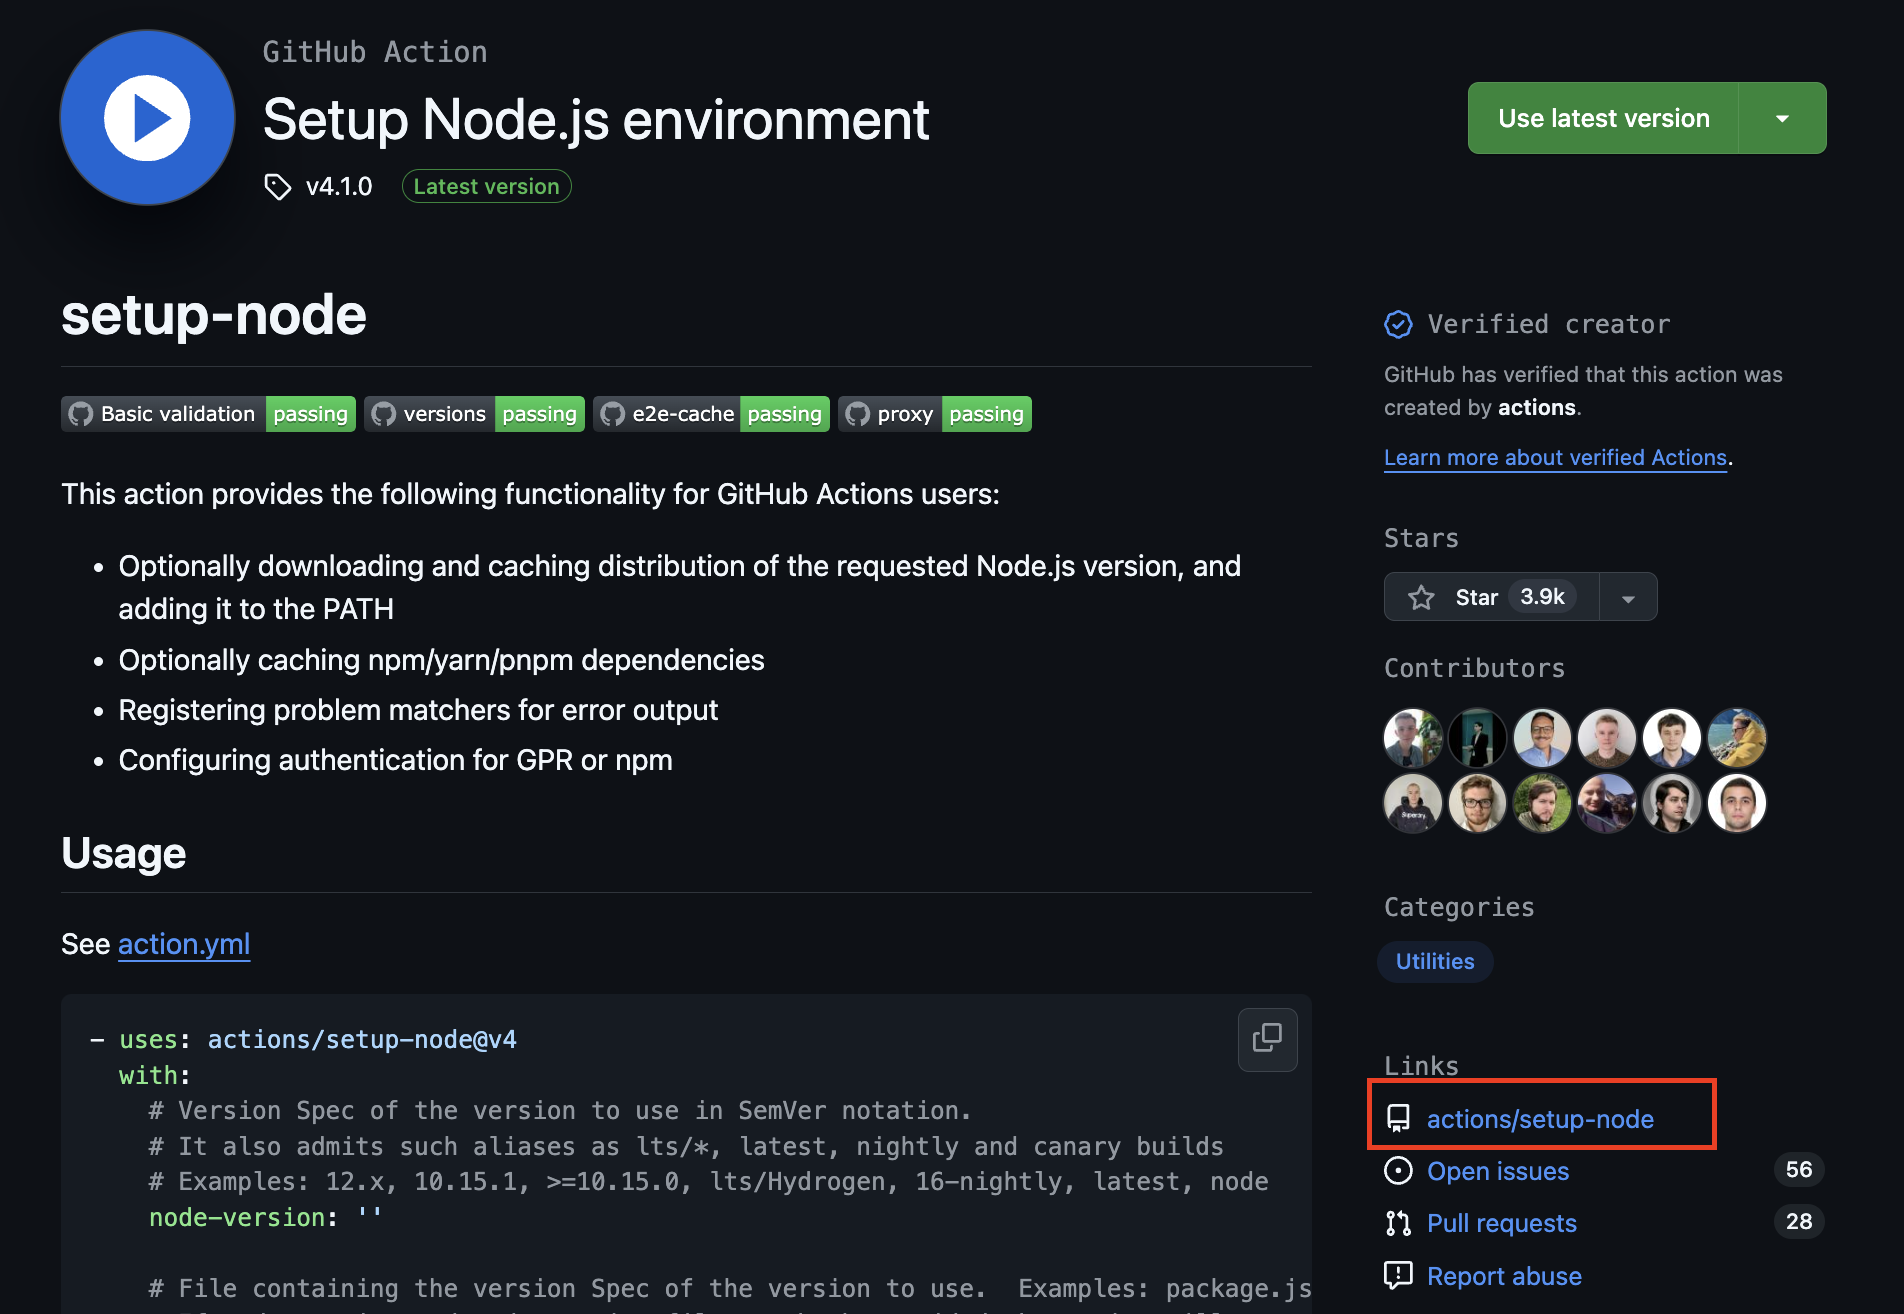 GitHub Action
Setup Node.js environment
v4.1.0 Latest version
Use latest version
setup-node
Basic validation passing versions passing e2e-cache passing proxy passing
This action provides the following functionality for GitHub Actions users:
• Optionally downloading and caching distribution of the requested Node.js version, and
adding it to the PATH
• Optionally caching npm/yarn/pnpm dependencies
• Registering problem matchers for error output
• Configuring authentication for GPR or npm
Usage
See action.yml
- uses: actions/setup-node@v4
with:
# Version Spec of the version to use in SemVer notation.
# It also admits such aliases as lts/*, latest, nightly and canary builds
# Examples: 12.x, 10.15.1, >=10.15.0, lts/Hydrogen, 16-nightly, latest, node
node-version: ''
# File containing the version Spec of the version to use.  Examples: package.js
Verified creator
GitHub has verified that this action was
created by actions.
Learn more about verified Actions.
Stars
Star 3.9k
Contributors
Categories
Utilities
Links
actions/setup-node
Open issues 56
Pull requests 28
Report abuse